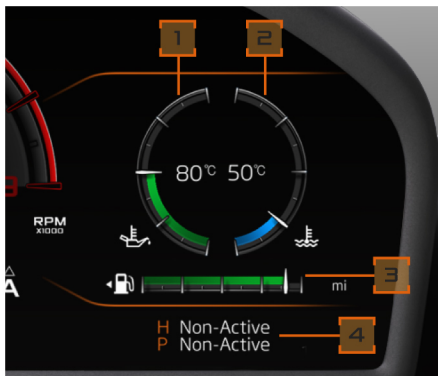 1 2
80°C 50°C
RPM
X1000
A
mi
3
H Non-Active
P Non-Active
4